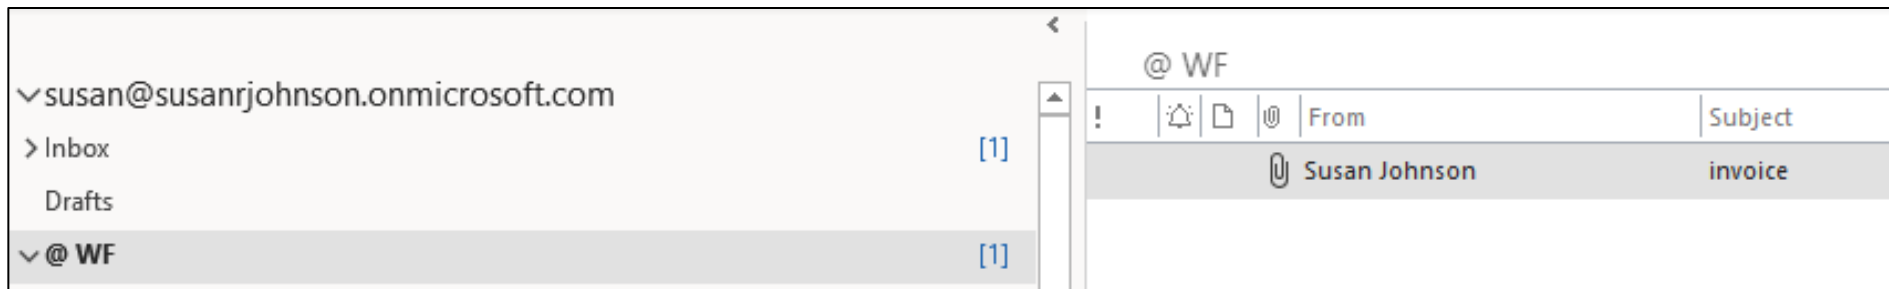 susan@susanrjohnson.onmicrosoft.com
Inbox [1]
Drafts
@ WF [1]
@ WF
! From Subject
Susan Johnson invoice